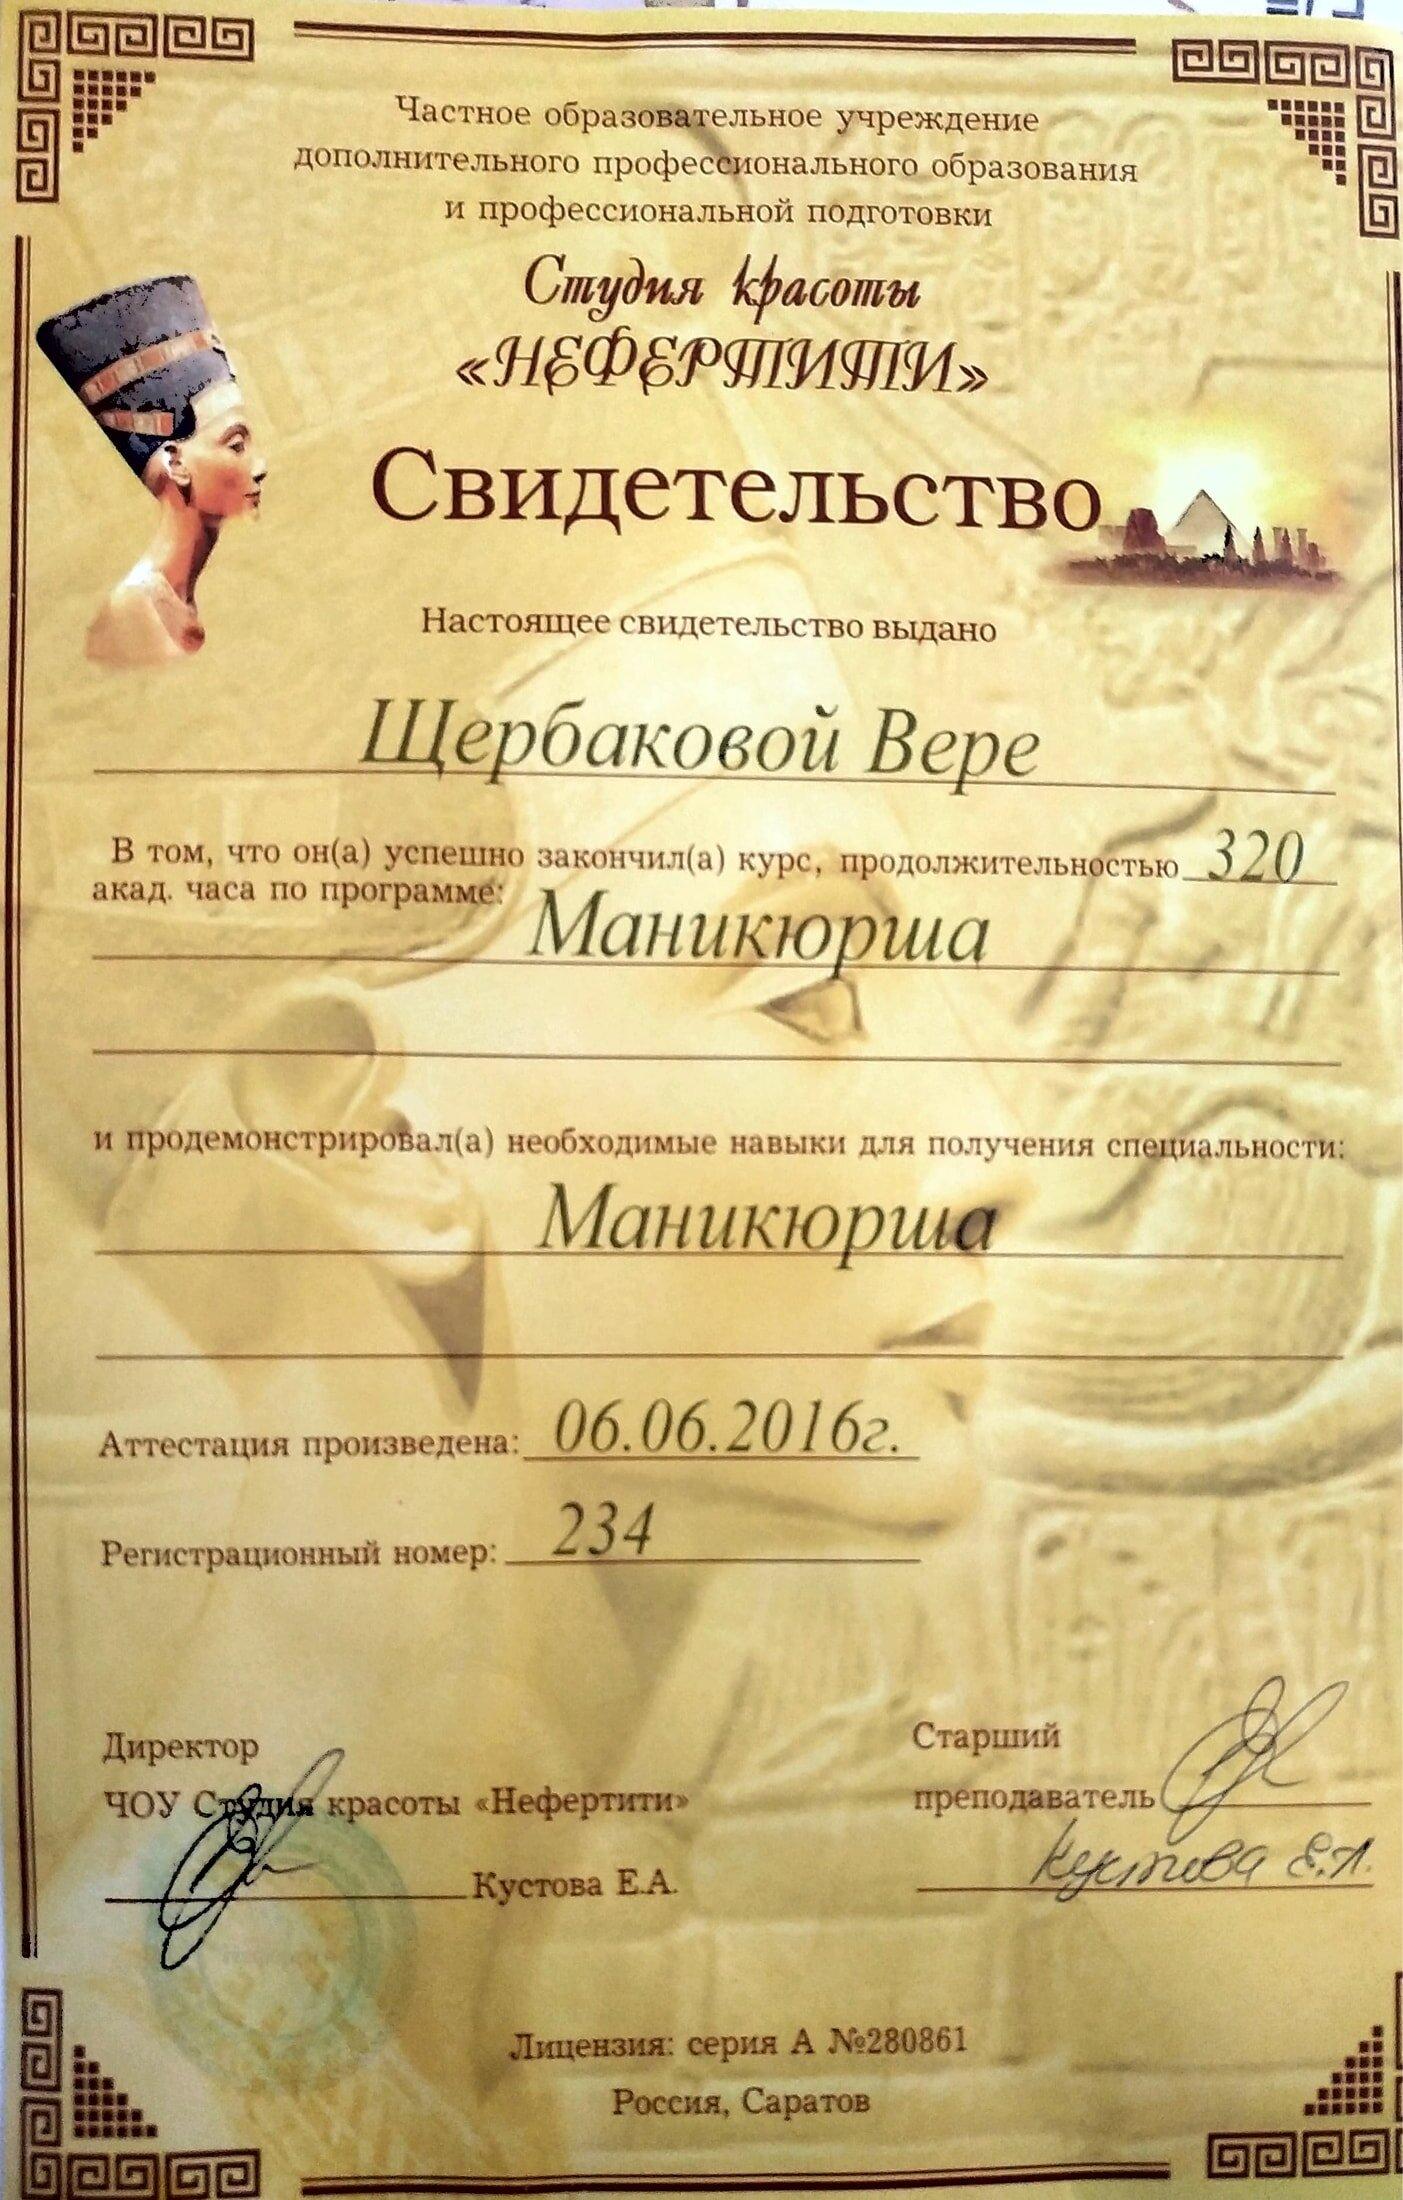 Частное образовательное учреждение
дополнительного профессионального образования
и профессиональной подготовки
Студия красоты
«НЕФЕРТИТИ»
Свидетельство
Настоящее свидетельство выдано
Щербаковой Вере
В том, что он(а) успешно закончил(а) курс, продолжительностью 320
акад. часа по программе:
Маникюрша
и продемонстрировал(а) необходимые навыки для получения специальности:
Маникюрша
Аттестация произведена: 06.06.2016г.
Регистрационный номер: 234
Директор
ЧОУ Студия красоты «Нефертити»
Кустова Е.А.
Старший
преподаватель
Кустова Е.А.
Лицензия: серия А №280861
Россия, Саратов